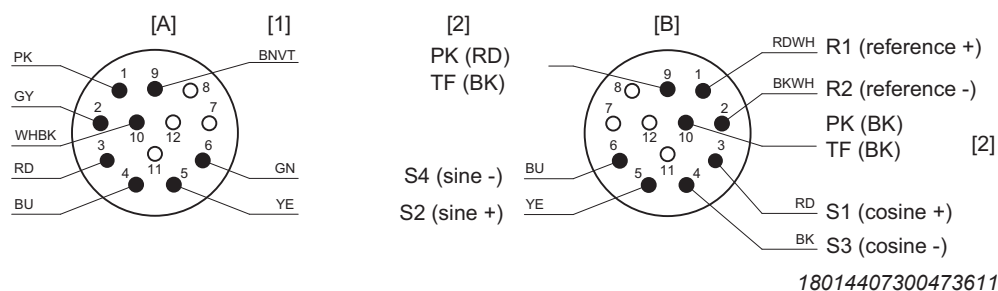 [A] [1] [2] [B]
PK BNVT PK (RD) RDWH R1 (reference +)
TF (BK)
1 9 8 9 1 8
GY BKWH R2 (reference -)
2 7 7 2
WHBK PK (BK)
10 12 12 10 TF (BK) [2]
3 6 6 3
11 11
RD GN S4 (sine -) BU
4 5 5 4
BU YE S2 (sine +) YE RD S1 (cosine +)
BK S3 (cosine -)
18014407300473611